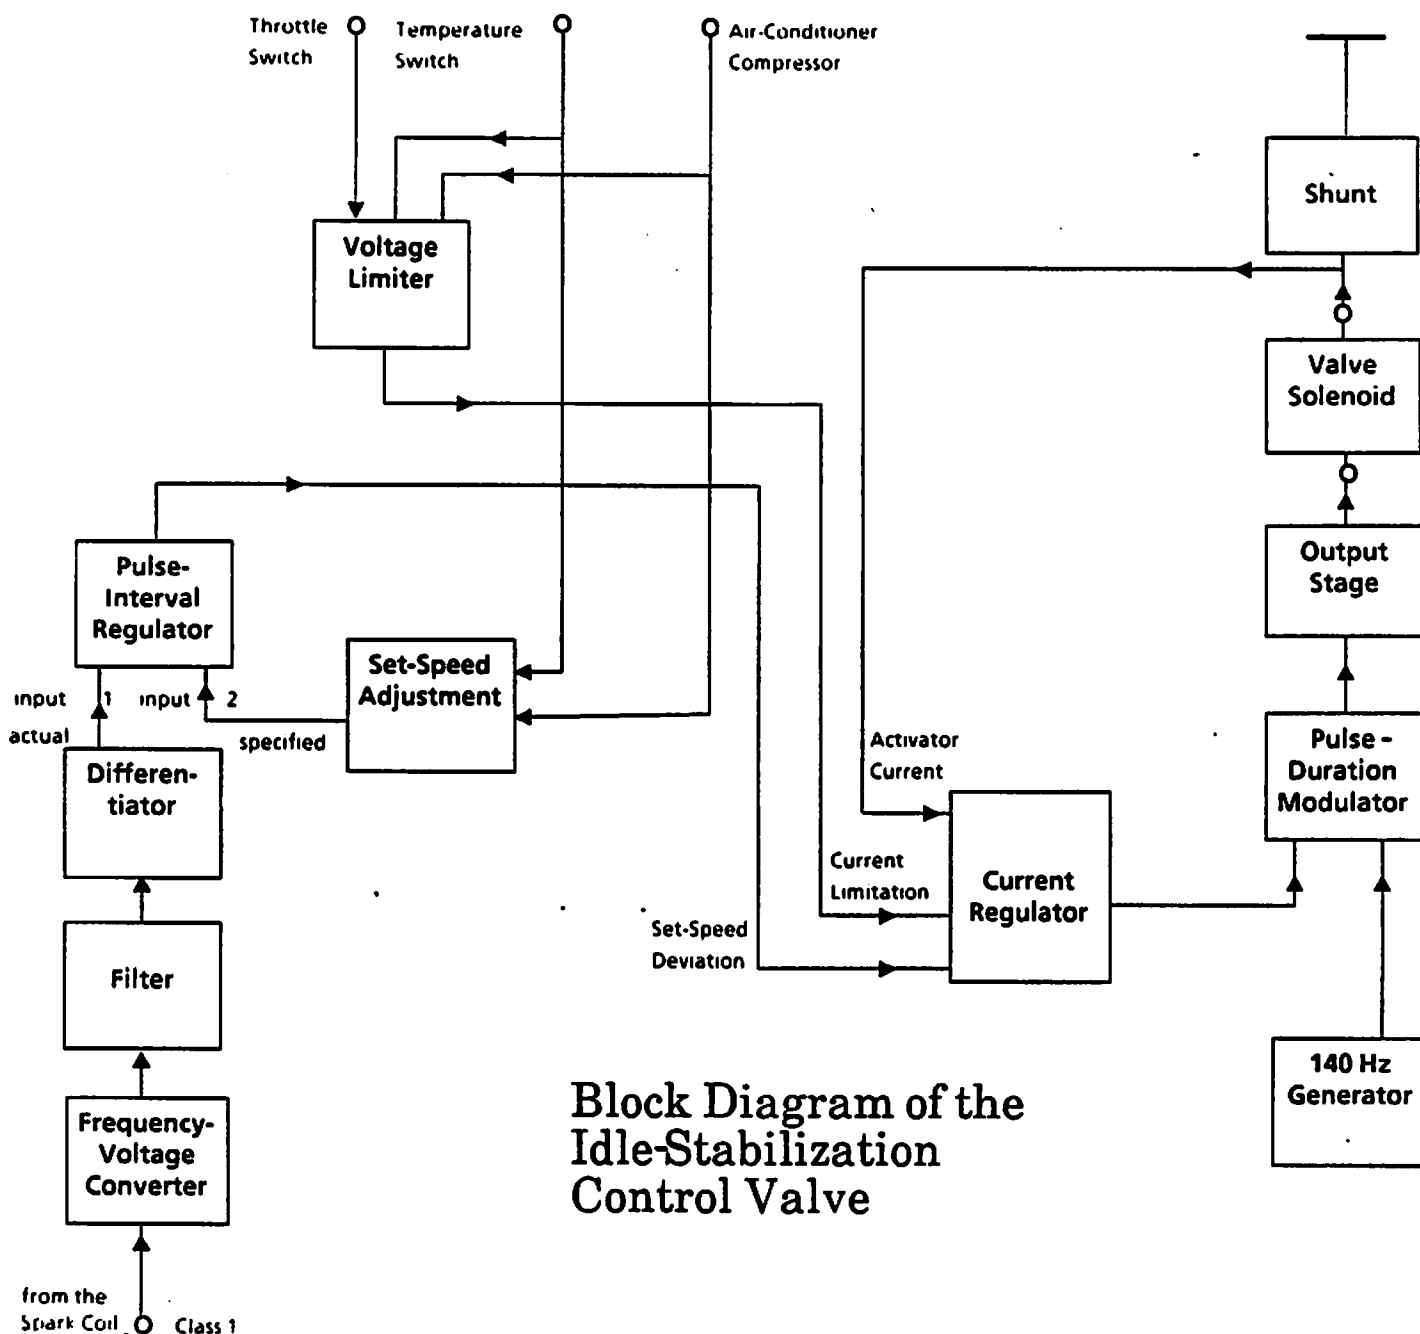 Throttle
Switch
Temperature
Switch
Air-Conditioner
Compressor
Shunt
Voltage
Limiter
Valve
Solenoid
Output
Stage
Pulse-
Interval
Regulator
Set-Speed
Adjustment
input 1 input 2
actual
specified
Differen-
tiator
Activator
Current
Pulse-
Duration
Modulator
Current
Limitation
Current
Regulator
Set-Speed
Deviation
Filter
140 Hz
Generator
Frequency-
Voltage
Converter
Block Diagram of the
Idle-Stabilization
Control Valve
from the
Spark Coil Class 1